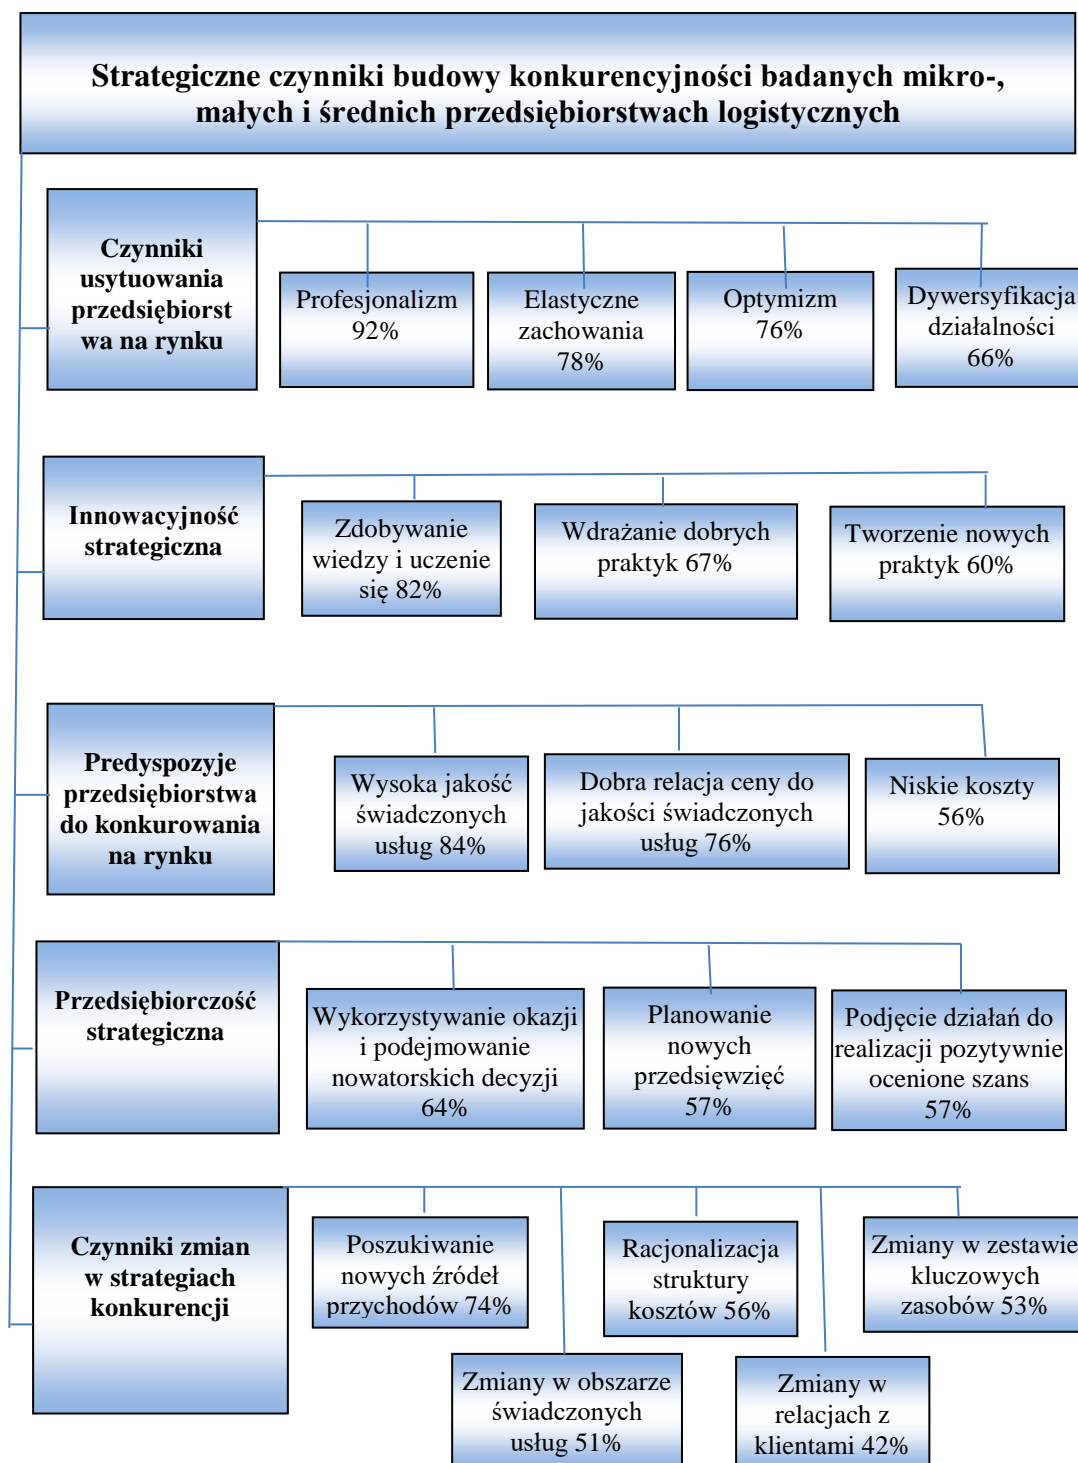 Strategiczne czynniki budowy konkurencyjności badanych mikro-,
małych i średnich przedsiębiorstwach logistycznych
Czynniki
usytuowania
przedsiębiorst
wa na rynku
Profesjonalizm
92%
Elastyczne
zachowania
78%
Optymizm
76%
Dywersyfikacja
działalności
66%
Innowacyjność
strategiczna
Zdobywanie
wiedzy i uczenie
się 82%
Wdrażanie dobrych
praktyk 67%
Tworzenie nowych
praktyk 60%
Predyspozyje
przedsiębiorstwa
do konkurowania
na rynku
Wysoka jakość
świadczonych
usług 84%
Dobra relacja ceny do
jakości świadczonych
usług 76%
Niskie koszty
56%
Przedsiębiorczość
strategiczna
Wykorzystywanie okazji
i podejmowanie
nowatorskich decyzji
64%
Planowanie
nowych
przedsięwzięć
57%
Podjęcie działań do
realizacji pozytywnie
ocenione szans
57%
Czynniki zmian
w strategiach
konkurencji
Poszukiwanie
nowych źródeł
przychodów 74%
Racjonalizacja
struktury
kosztów 56%
Zmiany w zestawie
kluczowych
zasobów 53%
Zmiany w obszarze
świadczonych
usług 51%
Zmiany w
relacjach z
klientami 42%